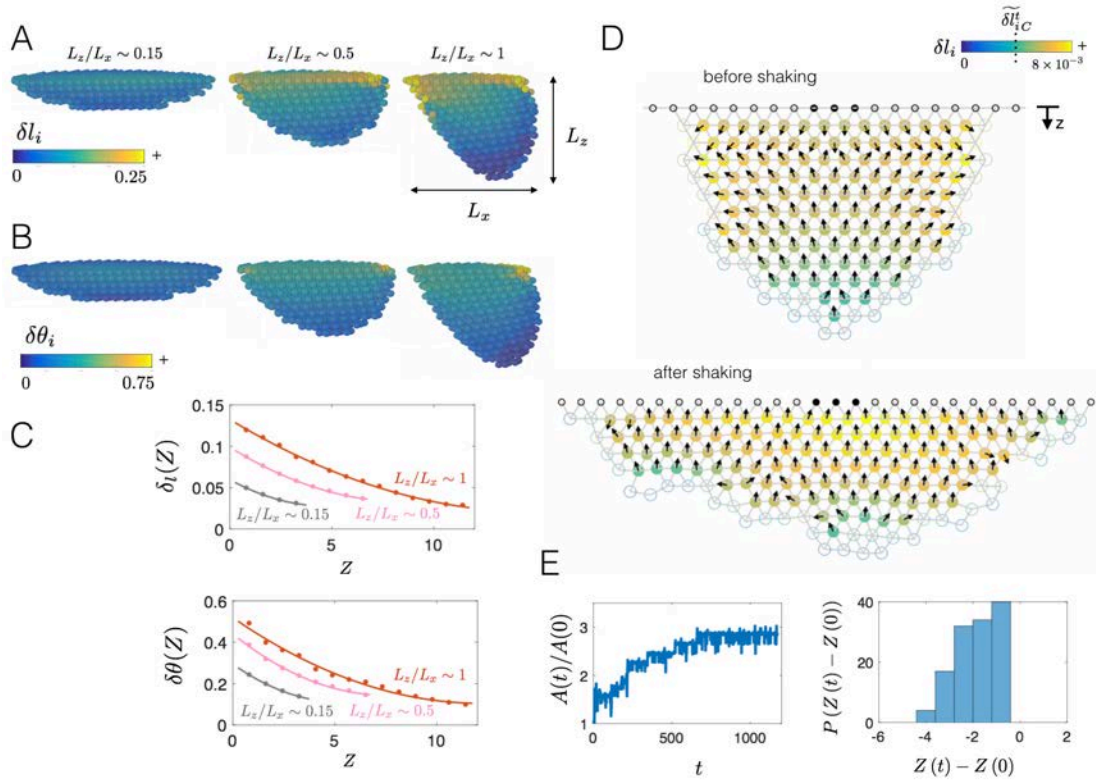 A
L_z/L_x ∼ 0.15
L_z/L_x ∼ 0.5
L_z/L_x ∼ 1
δl_i
+
0
0.25
L_z
L_x
B
δθ_i
+
0
0.75
C
0.15
0.1
0.05
0
δ_l(Z)
L_z/L_x ∼ 1
L_z/L_x ∼ 0.5
L_z/L_x ∼ 0.15
0
5
10
Z
0.6
0.4
0.2
0
δθ(Z)
L_z/L_x ∼ 1
L_z/L_x ∼ 0.5
L_z/L_x ∼ 0.15
0
5
10
Z
D
\widetilde{δl}^t_{iC}
δl_i
+
0
8 × 10⁻³
before shaking
z
after shaking
E
3
2
1
A(t)/A(0)
0
500
1000
t
40
20
0
P(Z(t) − Z(0))
-6
-4
-2
0
2
Z(t) − Z(0)